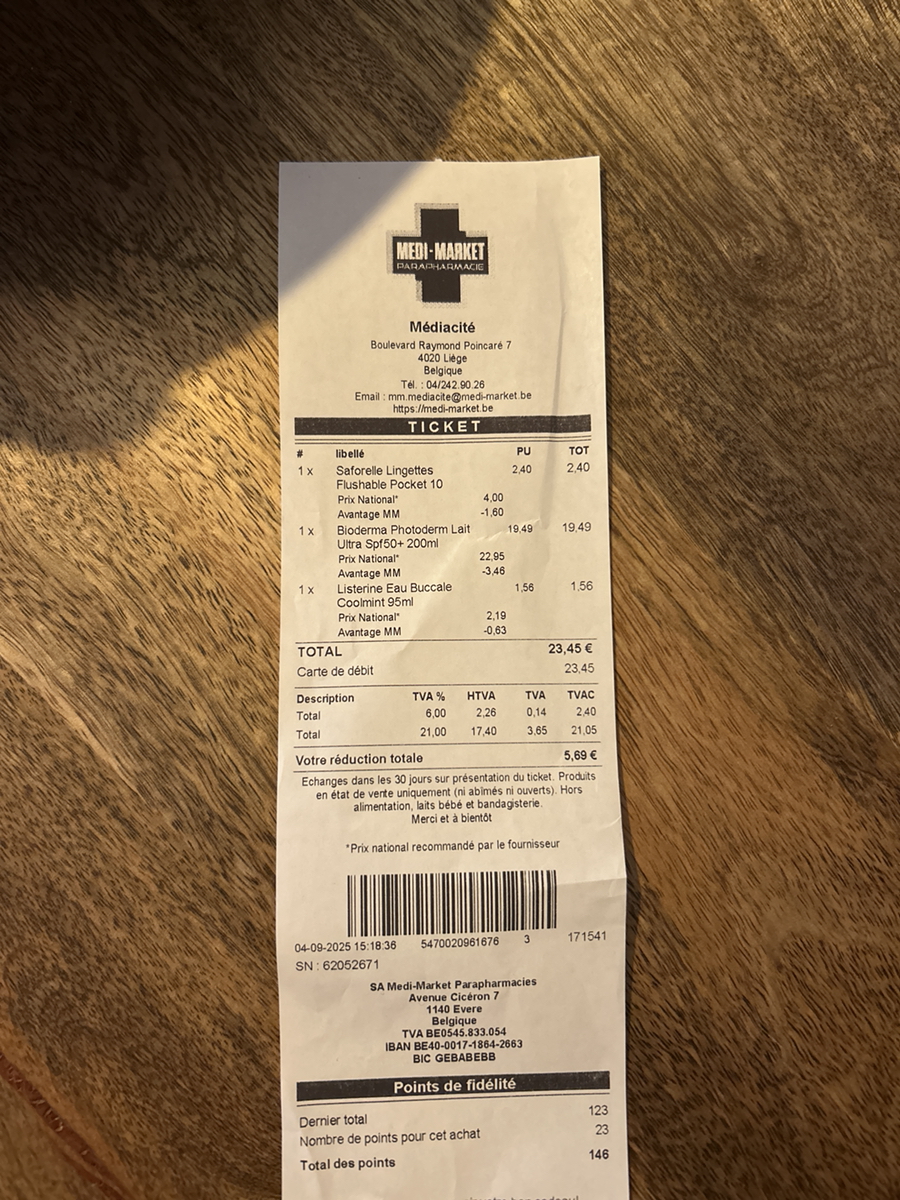 MEDI-MARKET
PARAPHARMACIE
Médiacité
Boulevard Raymond Poincaré 7
4020 Liège
Belgique
Tél. : 04/242.90.26
Email : mm.mediacite@medi-market.be
https://medi-market.be
TICKET
# libellé PU TOT
1 x Saforelle Lingettes 2,40 2,40
Flushable Pocket 10
Prix National* 4,00
Avantage MM -1,60
1 x Bioderma Photoderm Lait 19,49 19,49
Ultra Spf50+ 200ml
Prix National* 22,95
Avantage MM -3,46
1 x Listerine Eau Buccale 1,56 1,56
Coolmint 95ml
Prix National* 2,19
Avantage MM -0,63
TOTAL 23,45 €
Carte de débit 23,45
Description TVA % HTVA TVA TVAC
Total 6,00 2,26 0,14 2,40
Total 21,00 17,40 3,65 21,05
Votre réduction totale 5,69 €
Echanges dans les 30 jours sur présentation du ticket. Produits
en état de vente uniquement (ni abîmés ni ouverts). Hors
alimentation, laits bébé et bandagisterie.
Merci et à bientôt
*Prix national recommandé par le fournisseur
04-09-2025 15:18:36 5470020961676 3 171541
SN : 62052671
SA Medi-Market Parapharmacies
Avenue Cicéron 7
1140 Evere
Belgique
TVA BE0545.833.054
IBAN BE40-0017-1864-2663
BIC GEBABEBB
Points de fidélité
Dernier total 123
Nombre de points pour cet achat 23
Total des points 146